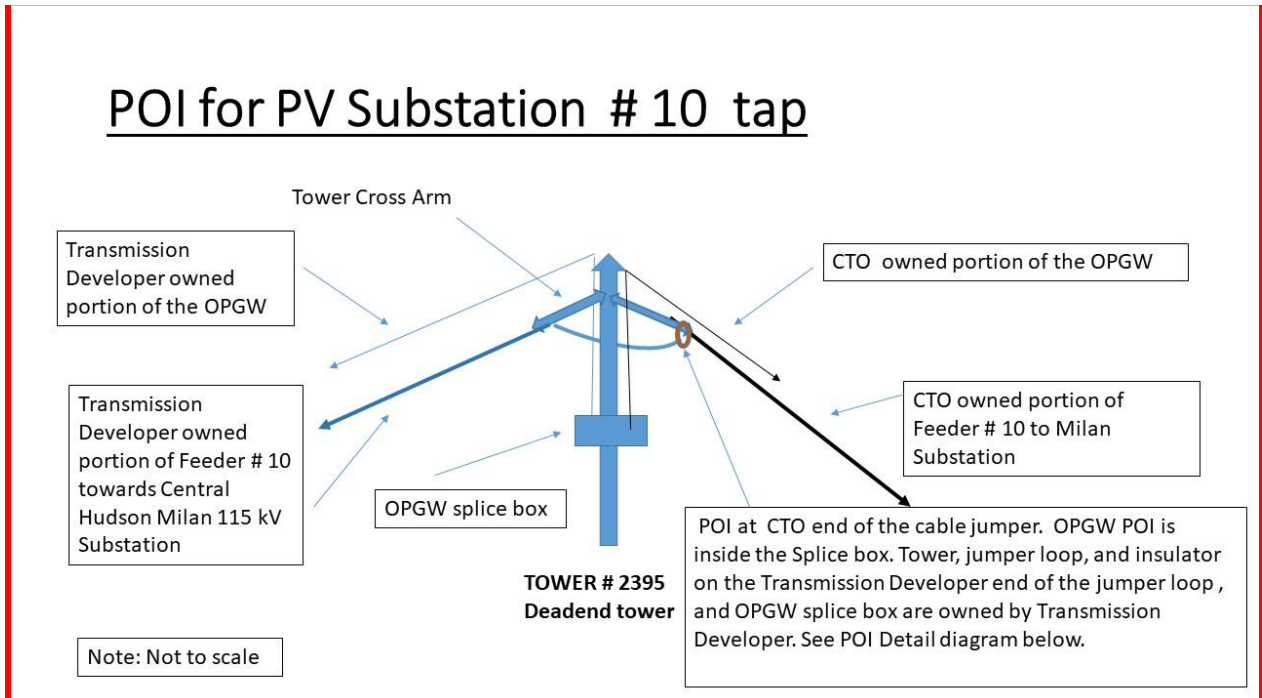 POI for PV Substation # 10 tap
Tower Cross Arm
Transmission
Developer owned
portion of the OPGW
CTO owned portion of the OPGW
Transmission
Developer owned
portion of Feeder # 10
towards Central
Hudson Milan 115 kV
Substation
CTO owned portion of
Feeder # 10 to Milan
Substation
OPGW splice box
POI at CTO end of the cable jumper. OPGW POI is
inside the Splice box. Tower, jumper loop, and insulator
on the Transmission Developer end of the jumper loop ,
and OPGW splice box are owned by Transmission
Developer. See POI Detail diagram below.
TOWER # 2395
Deadend tower
Note: Not to scale